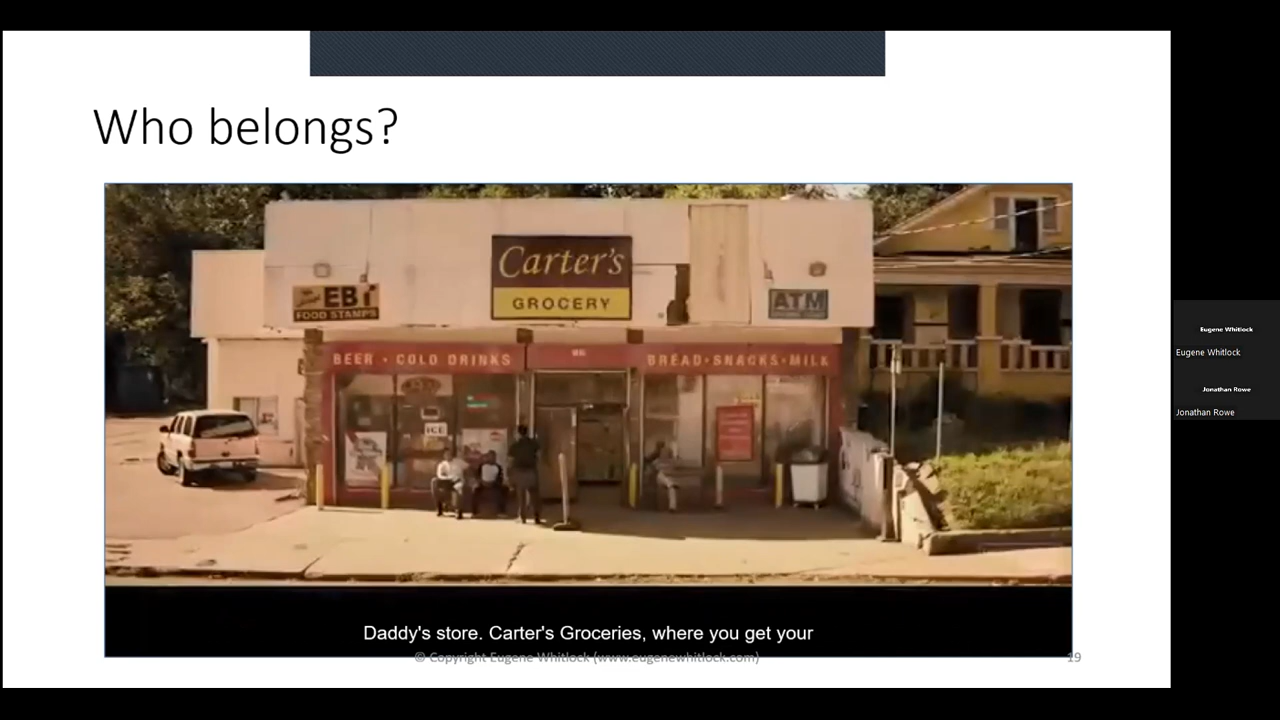 Who belongs?
Carter's
GROCERY
EBT
FOOD STAMPS
ATM
BEER • COLD DRINKS
BREAD • SNACKS • MILK
ICE
Daddy's store. Carter's Groceries, where you get your
© Copyright Eugene Whitlock (www.eugenewhitlock.com)
19
Eugene Whitlock
Eugene Whitlock
Jonathan Rowe
Jonathan Rowe